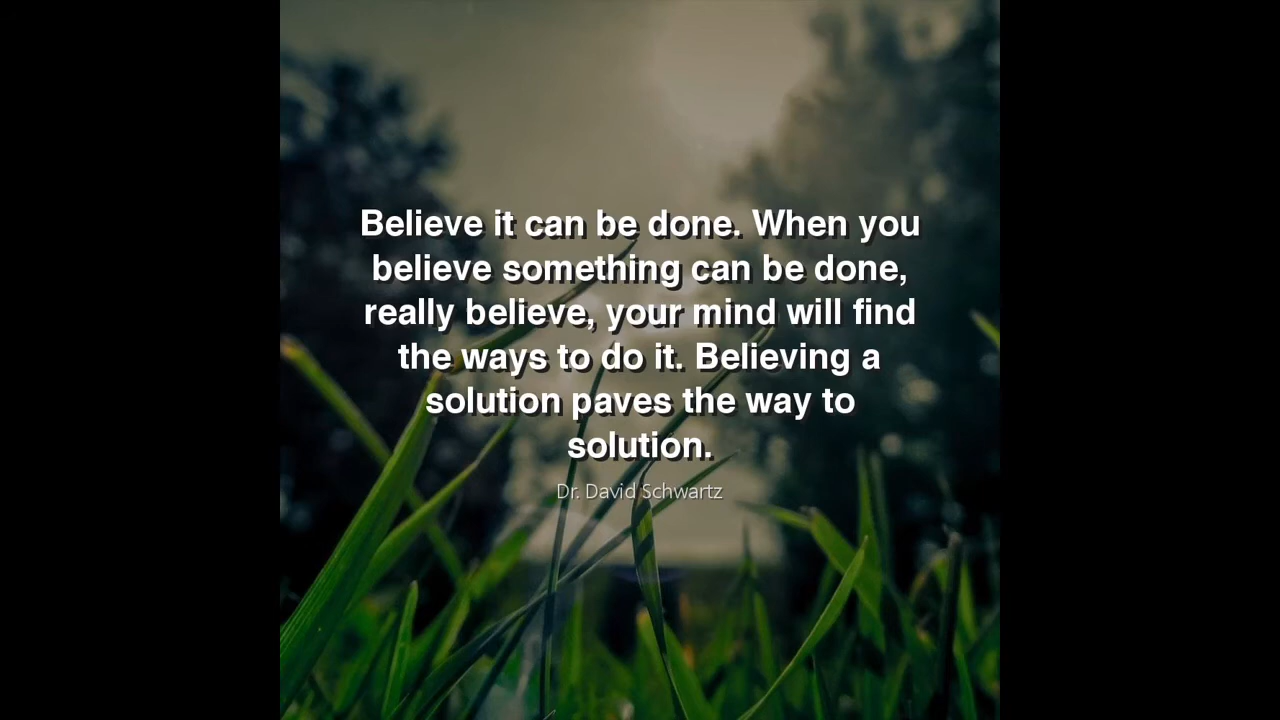 Believe it can be done. When you
believe something can be done,
really believe, your mind will find
the ways to do it. Believing a
solution paves the way to
solution.
Dr. David Schwartz